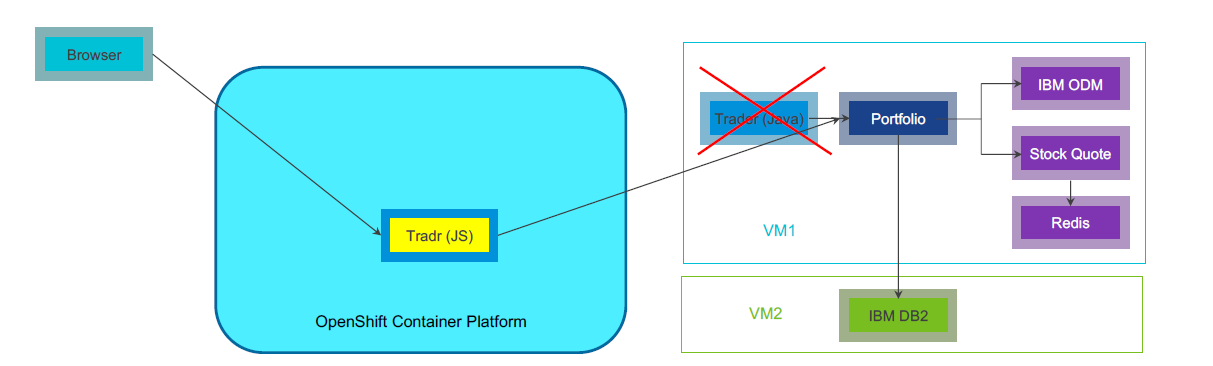 Browser
Trader (Java)
Portfolio
IBM ODM
Stock Quote
Redis
Tradr (JS)
VM1
OpenShift Container Platform
VM2
IBM DB2